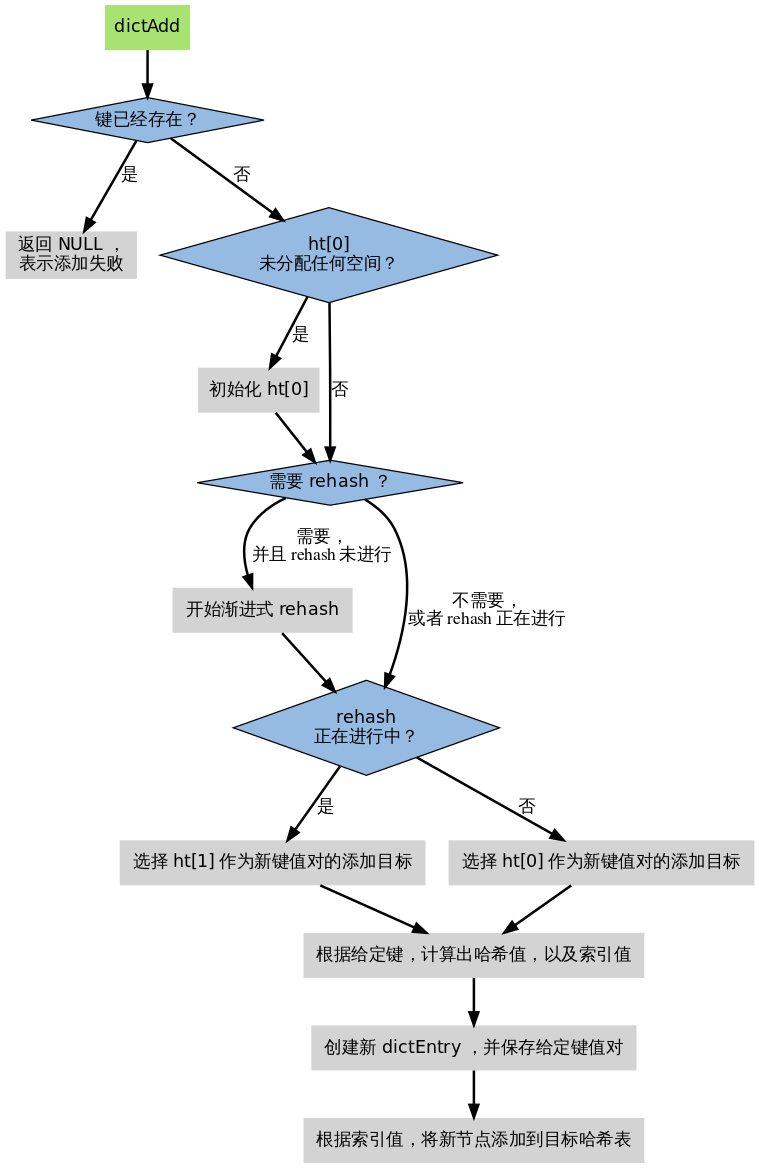 dictAdd
键已经存在？
是
否
返回 NULL ，
表示添加失败
ht[0]
未分配任何空间？
是
初始化 ht[0]
否
需要 rehash ？
需要，
并且 rehash 未进行
开始渐进式 rehash
不需要，
或者 rehash 正在进行
rehash
正在进行中？
是
否
选择 ht[1] 作为新键值对的添加目标
选择 ht[0] 作为新键值对的添加目标
根据给定键，计算出哈希值，以及索引值
创建新 dictEntry ，并保存给定键值对
根据索引值，将新节点添加到目标哈希表